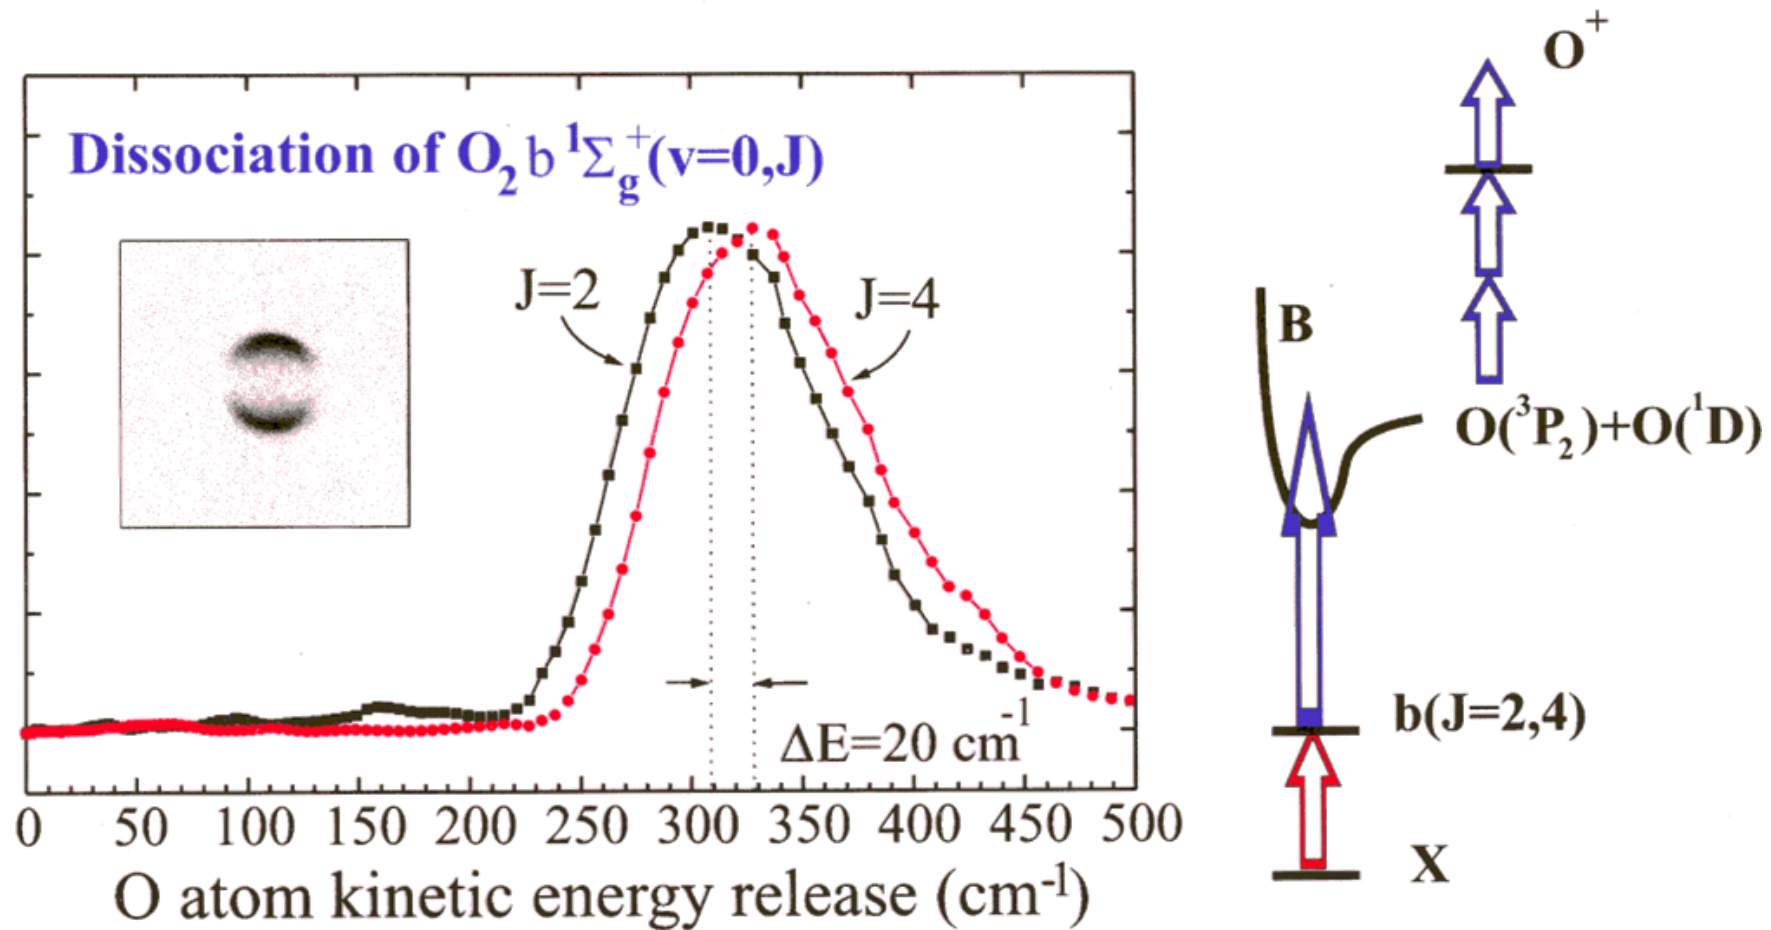 Dissociation of O₂ b ¹Σg⁺(v=0,J)
J=2
J=4
ΔE=20 cm⁻¹
0 50 100 150 200 250 300 350 400 450 500
O atom kinetic energy release (cm⁻¹)
O⁺
B
O(³P₂)+O(¹D)
b(J=2,4)
X